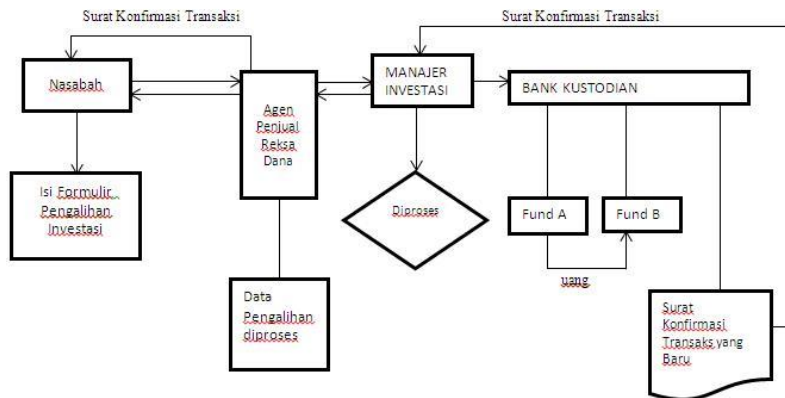 Surat Konfirmasi Transaksi
Surat Konfirmasi Transaksi
Nasabah
Agen
Penjual
Reksa
Dana
MANAJER
INVESTASI
BANK KUSTODIAN
Isi Formulir
Pengalihan
Investasi
Diproses
Fund A
Fund B
uang
Data
Pengalihan
diproses
Surat
Konfirmasi
Transaks yang
Baru